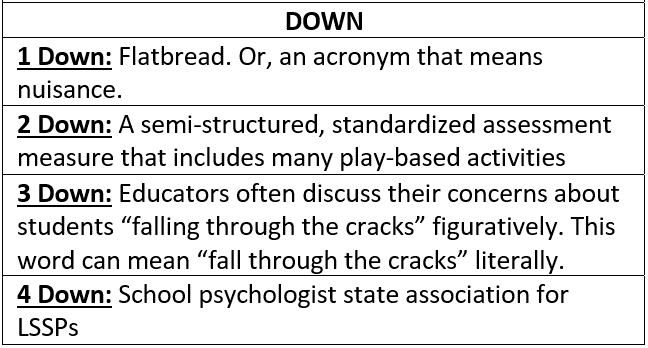 DOWN
1 Down: Flatbread. Or, an acronym that means
nuisance.
2 Down: A semi-structured, standardized assessment
measure that includes many play-based activities
3 Down: Educators often discuss their concerns about
students “falling through the cracks” figuratively. This
word can mean “fall through the cracks” literally.
4 Down: School psychologist state association for
LSSPs